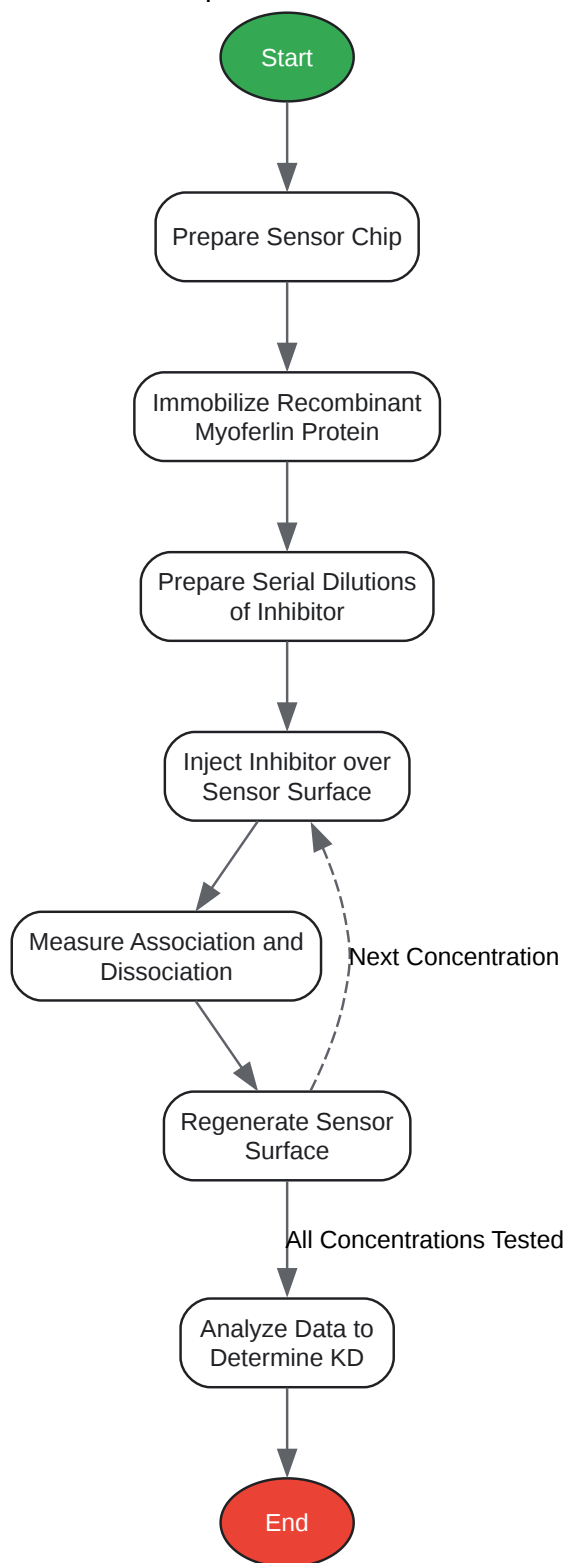 Start
Prepare Sensor Chip
Immobilize Recombinant
Myoferlin Protein
Prepare Serial Dilutions
of Inhibitor
Inject Inhibitor over
Sensor Surface
Measure Association and
Dissociation
Next Concentration
Regenerate Sensor
Surface
All Concentrations Tested
Analyze Data to
Determine KD
End